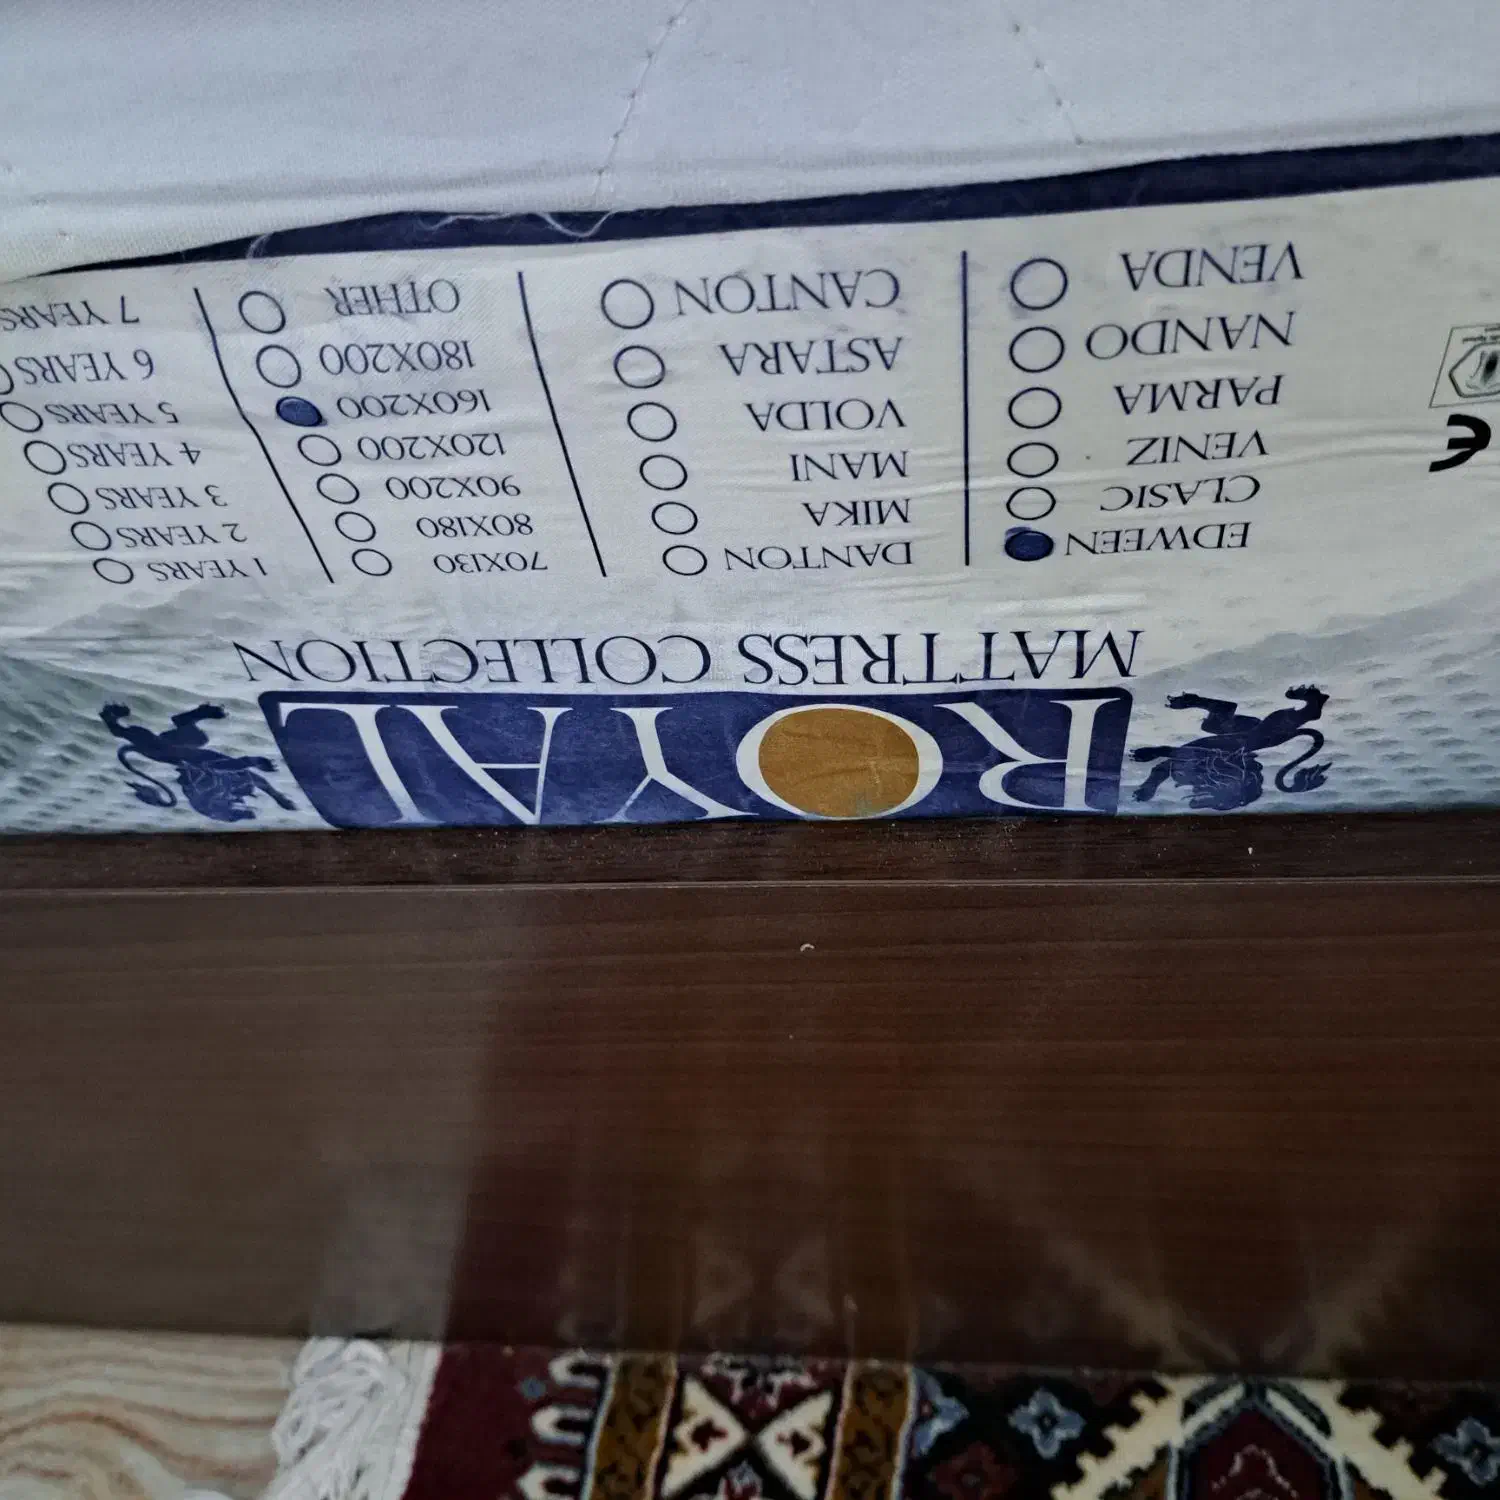 ROYAL
MATTRESS COLLECTION
EDWEEN
CLASIC
VENIZ
PARMA
NANDO
VENDA
DANTON
MIKA
MANI
VOLDA
ASTARA
CANTON
70X130
80X180
90X200
120X200
160X200
180X200
OTHER
1 YEARS
2 YEARS
3 YEARS
4 YEARS
5 YEARS
6 YEARS
7 YEARS
CE